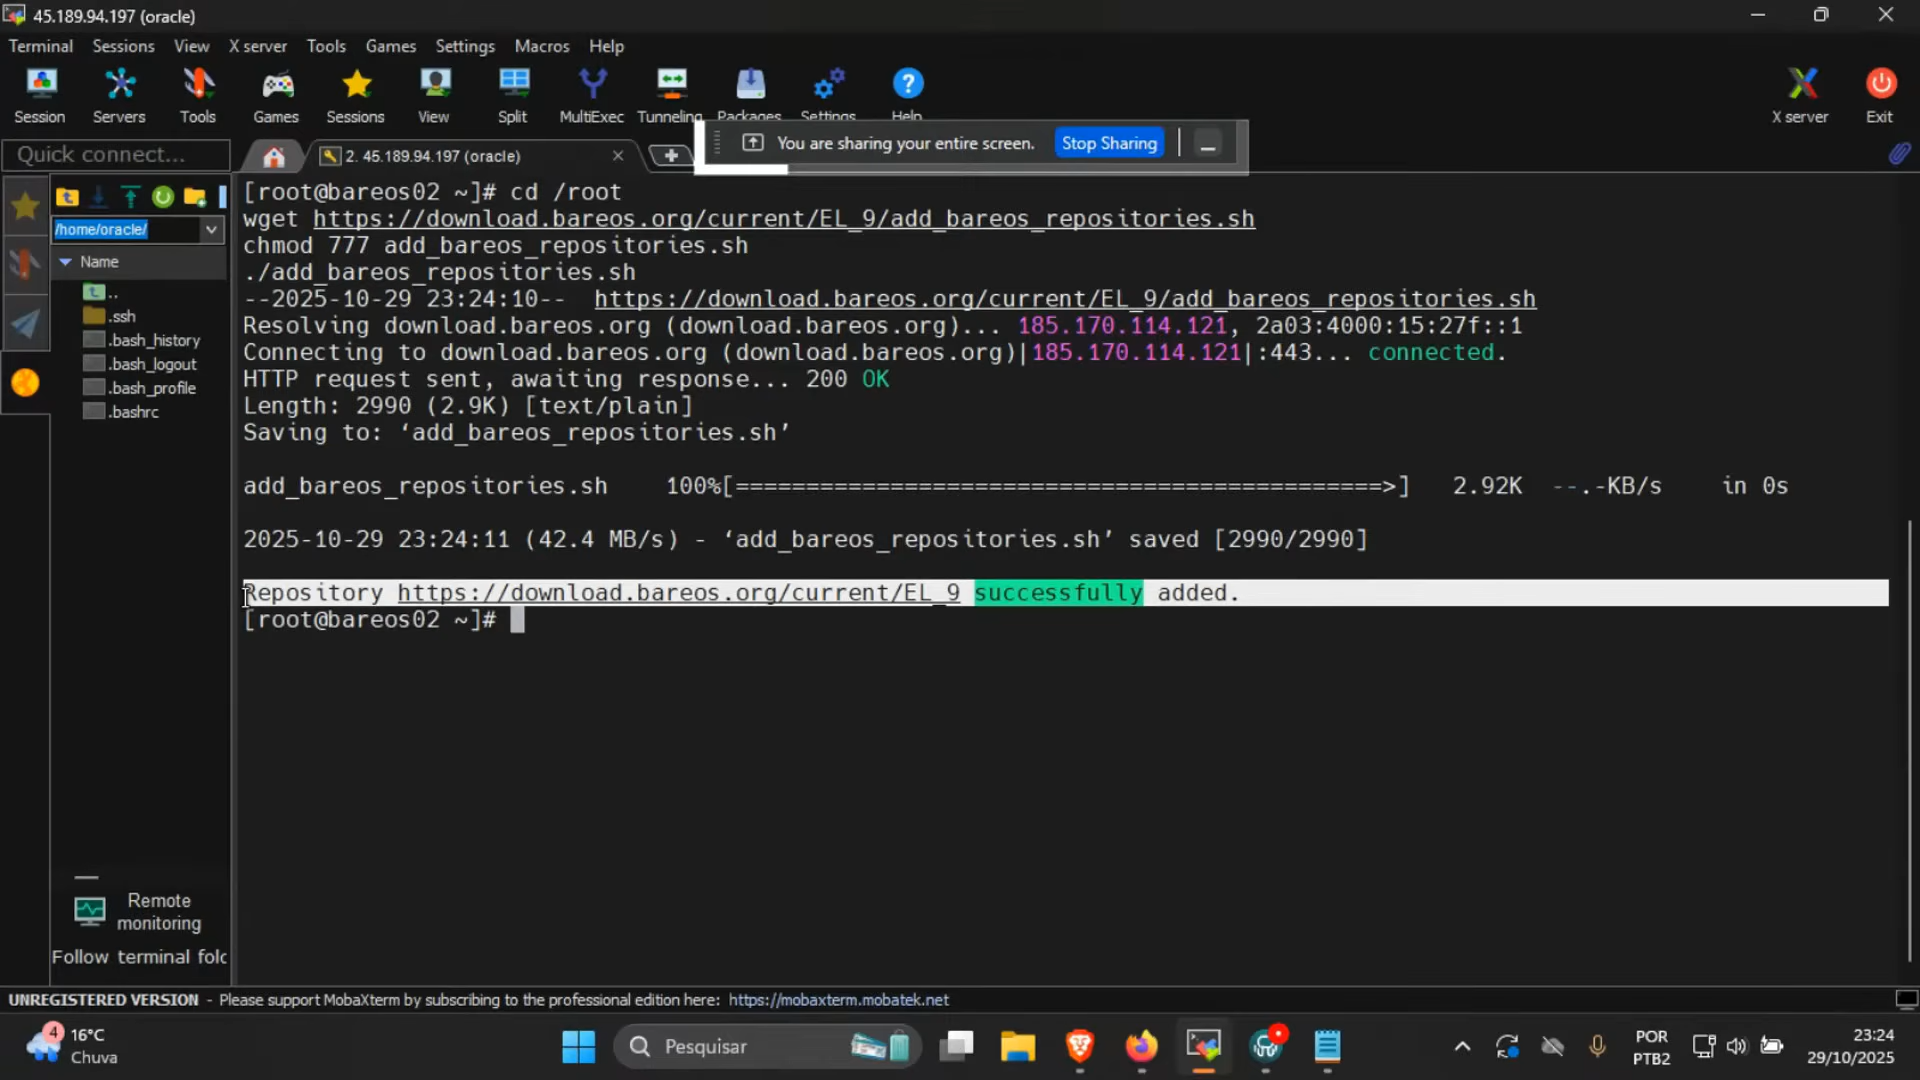 45.189.94.197 (oracle)
Terminal Sessions View X server Tools Games Settings Macros Help
Session Servers Tools Games Sessions View Split MultiExec Tunneling Packages Settings Help X server Exit
Quick connect...
2. 45.189.94.197 (oracle)
You are sharing your entire screen. Stop Sharing
/home/oracle/
Name
..
.ssh
.bash_history
.bash_logout
.bash_profile
.bashrc
[root@bareos02 ~]# cd /root
wget https://download.bareos.org/current/EL_9/add_bareos_repositories.sh
chmod 777 add_bareos_repositories.sh
./add_bareos_repositories.sh
--2025-10-29 23:24:10-- https://download.bareos.org/current/EL_9/add_bareos_repositories.sh
Resolving download.bareos.org (download.bareos.org)... 185.170.114.121, 2a03:4000:15:27f::1
Connecting to download.bareos.org (download.bareos.org)|185.170.114.121|:443... connected.
HTTP request sent, awaiting response... 200 OK
Length: 2990 (2.9K) [text/plain]
Saving to: ‘add_bareos_repositories.sh’
add_bareos_repositories.sh 100%[==============================================>] 2.92K --.-KB/s in 0s
2025-10-29 23:24:11 (42.4 MB/s) - ‘add_bareos_repositories.sh’ saved [2990/2990]
Repository https://download.bareos.org/current/EL_9 successfully added.
[root@bareos02 ~]#
Remote
monitoring
Follow terminal fol
UNREGISTERED VERSION - Please support MobaXterm by subscribing to the professional edition here: https://mobaxterm.mobatek.net
4
16°C
Chuva
Pesquisar
POR
PTB2
23:24
29/10/2025